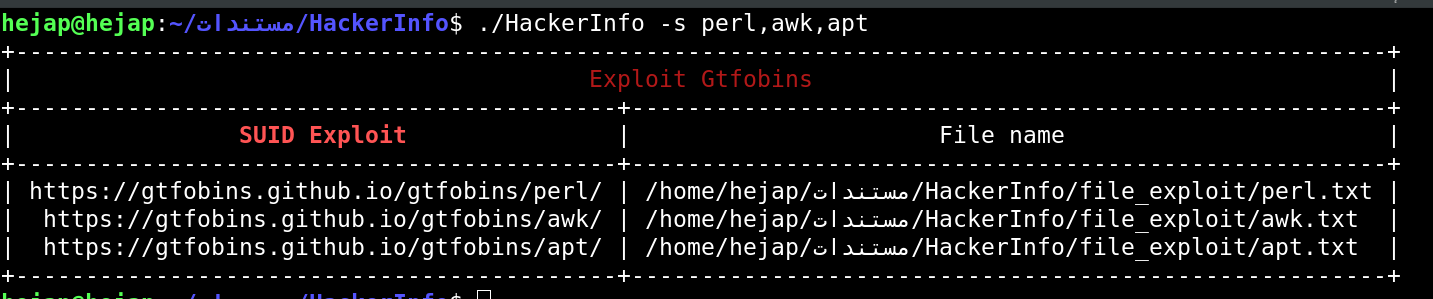 hejap@hejap:~/مستندات/HackerInfo$ ./HackerInfo -s perl,awk,apt
+-------------------------------------------------------------------------------------------------+
| Exploit Gtfobins |
+-------------------------------------------+-----------------------------------------------------+
| SUID Exploit | File name |
+-------------------------------------------+-----------------------------------------------------+
| https://gtfobins.github.io/gtfobins/perl/ | /home/hejap/مستندات/HackerInfo/file_exploit/perl.txt |
| https://gtfobins.github.io/gtfobins/awk/ | /home/hejap/مستندات/HackerInfo/file_exploit/awk.txt |
| https://gtfobins.github.io/gtfobins/apt/ | /home/hejap/مستندات/HackerInfo/file_exploit/apt.txt |
+-------------------------------------------+-----------------------------------------------------+
hejap@hejap:~/مستندات/HackerInfo$